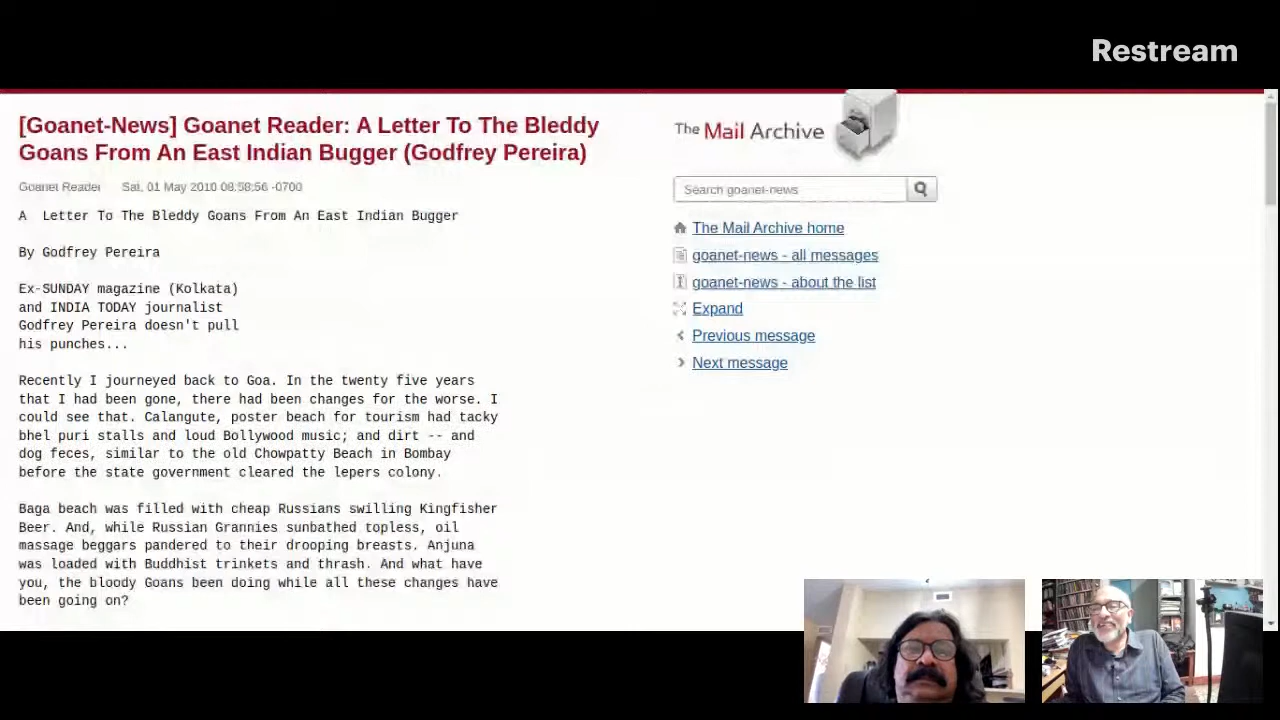 Restream
[Goanet-News] Goanet Reader: A Letter To The Bleddy
Goans From An East Indian Bugger (Godfrey Pereira)
Goanet Reader Sat, 01 May 2010 08:58:56 -0700
A  Letter To The Bleddy Goans From An East Indian Bugger
By Godfrey Pereira
Ex-SUNDAY magazine (Kolkata)
and INDIA TODAY journalist
Godfrey Pereira doesn't pull
his punches...
Recently I journeyed back to Goa. In the twenty five years
that I had been gone, there had been changes for the worse. I
could see that. Calangute, poster beach for tourism had tacky
bhel puri stalls and loud Bollywood music; and dirt -- and
dog feces, similar to the old Chowpatty Beach in Bombay
before the state government cleared the lepers colony.
Baga beach was filled with cheap Russians swilling Kingfisher
Beer. And, while Russian Grannies sunbathed topless, oil
massage beggars pandered to their drooping breasts. Anjuna
was loaded with Buddhist trinkets and thrash. And what have
you, the bloody Goans been doing while all these changes have
been going on?
The Mail Archive
Search goanet-news
The Mail Archive home
goanet-news - all messages
goanet-news - about the list
Expand
Previous message
Next message